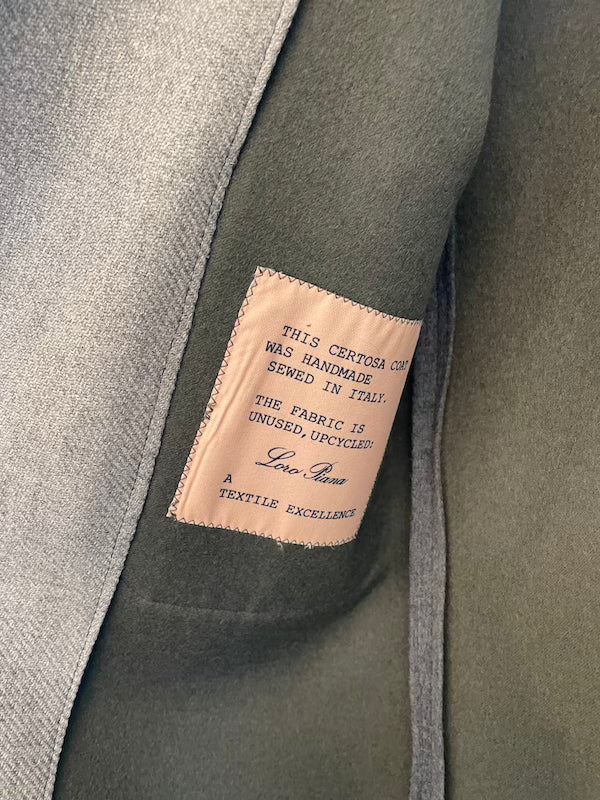 THIS CERTOSA COAT
WAS HANDMADE
SEWED IN ITALY.
THE FABRIC IS
UNUSED, UPCYCLED:
Loro Piana
A
TEXTILE EXCELLENCE